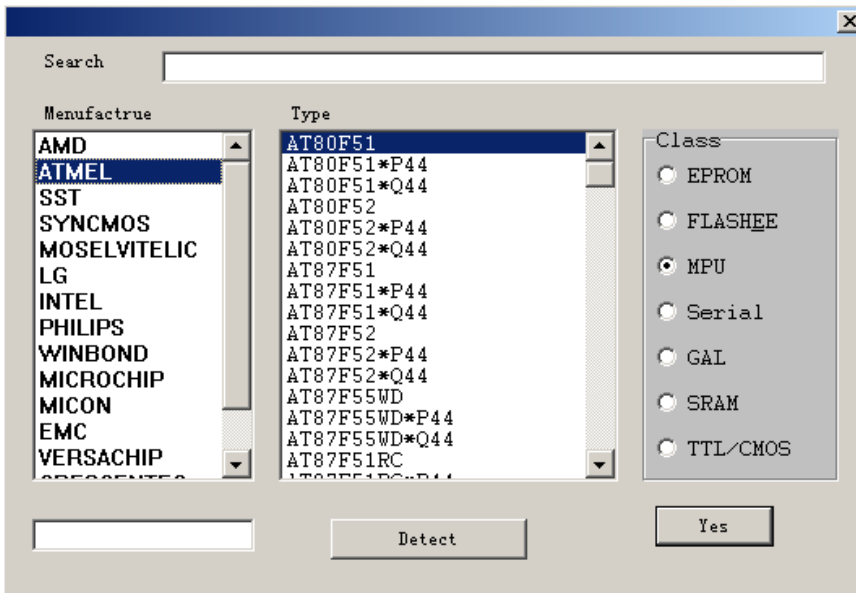 Search
Menufactrue
AMD
ATMEL
SST
SYNCMOS
MOSELVITELIC
LG
INTEL
PHILIPS
WINBOND
MICROCHIP
MICON
EMC
VERSACHIP
Type
AT80F51
AT80F51*P44
AT80F51*Q44
AT80F52
AT80F52*P44
AT80F52*Q44
AT87F51
AT87F51*P44
AT87F51*Q44
AT87F52
AT87F52*P44
AT87F52*Q44
AT87F55WD
AT87F55WD*P44
AT87F55WD*Q44
AT87F51RC
Class
EPROM
FLASHEE
MPU
Serial
GAL
SRAM
TTL/CMOS
Detect
Yes